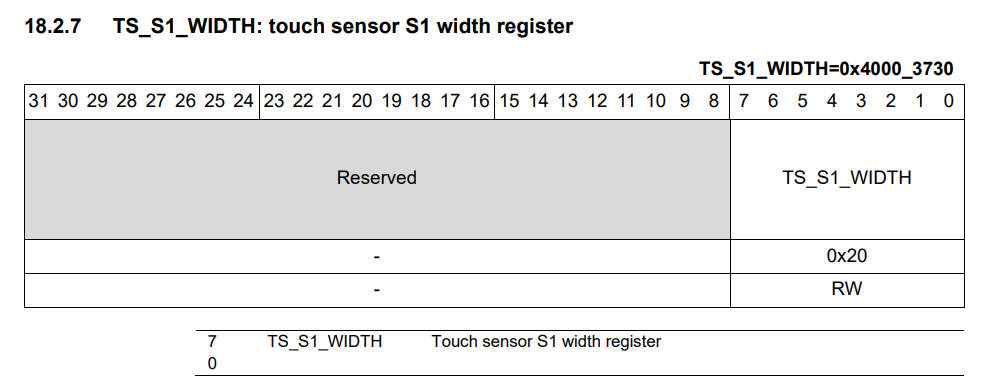 18.2.7 TS_S1_WIDTH: touch sensor S1 width register
TS_S1_WIDTH=0x4000_3730
31 30 29 28 27 26 25 24 23 22 21 20 19 18 17 16 15 14 13 12 11 10 9 8 7 6 5 4 3 2 1 0
Reserved TS_S1_WIDTH
- 0x20
- RW
7 TS_S1_WIDTH Touch sensor S1 width register
0